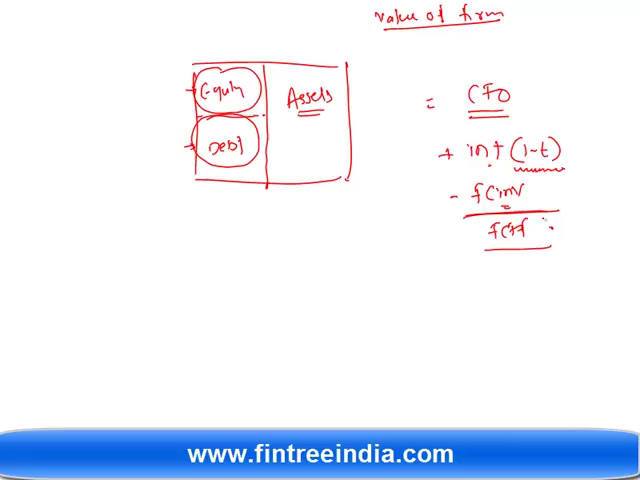 Value of firm
Equity
Debt
Assets
= CFO
+ int (1-t)
- fCinv
fCff
www.fintreeindia.com